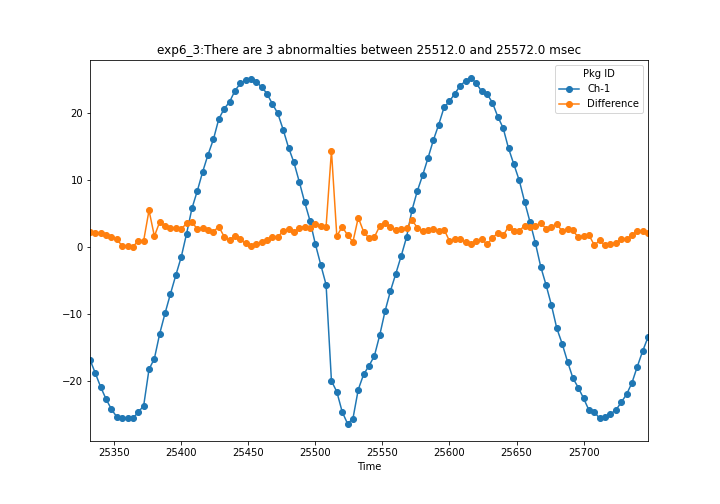 exp6_3:There are 3 abnormalties between 25512.0 and 25572.0 msec
Pkg ID
Ch-1
Difference
20
10
0
−10
−20
25350 25400 25450 25500 25550 25600 25650 25700
Time